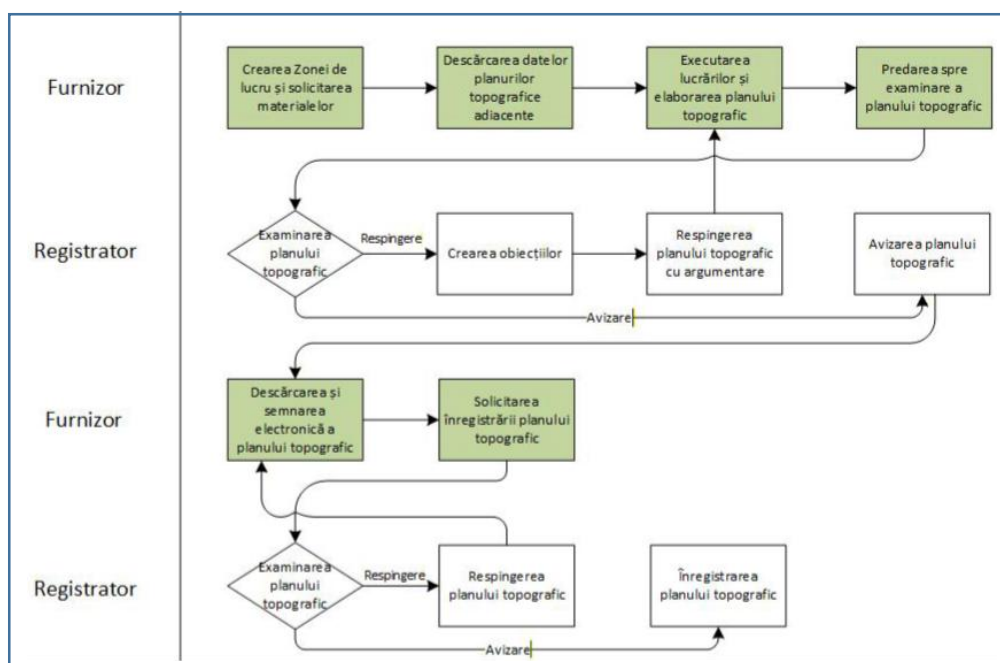 Furnizor
Crearea Zonei de
lucru și solicitarea
materialelor
Descărcarea datelor
planurilor
topografice
adiacente
Executarea
lucrărilor și
elaborarea planului
topografic
Predarea spre
examinare a
planului topografic
Registrator
Examinarea
planului
topografic
Respingere
Crearea obiecțiilor
Respingerea
planului topografic
cu argumentare
Avizarea planului
topografic
Avizare
Furnizor
Descărcarea și
semnarea
electronică a
planului topografic
Solicitarea
înregistrării planului
topografic
Registrator
Examinarea
planului
topografic
Respingere
Respingerea
planului topografic
Înregistrarea
planului topografic
Avizare